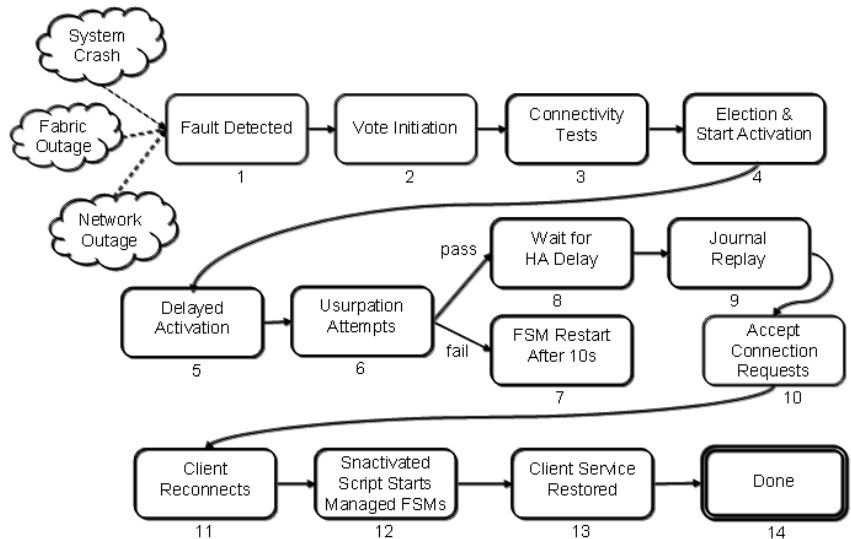 System
Crash
Fabric
Outage
Network
Outage
Fault Detected
1
Vote Initiation
2
Connectivity
Tests
3
Election &
Start Activation
4
Delayed
Activation
5
Usurpation
Attempts
6
pass
fail
Wait for
HA Delay
8
FSM Restart
After 10s
7
Journal
Replay
9
Accept
Connection
Requests
10
Client
Reconnects
11
Snactivated
Script Starts
Managed FSMs
12
Client Service
Restored
13
Done
14